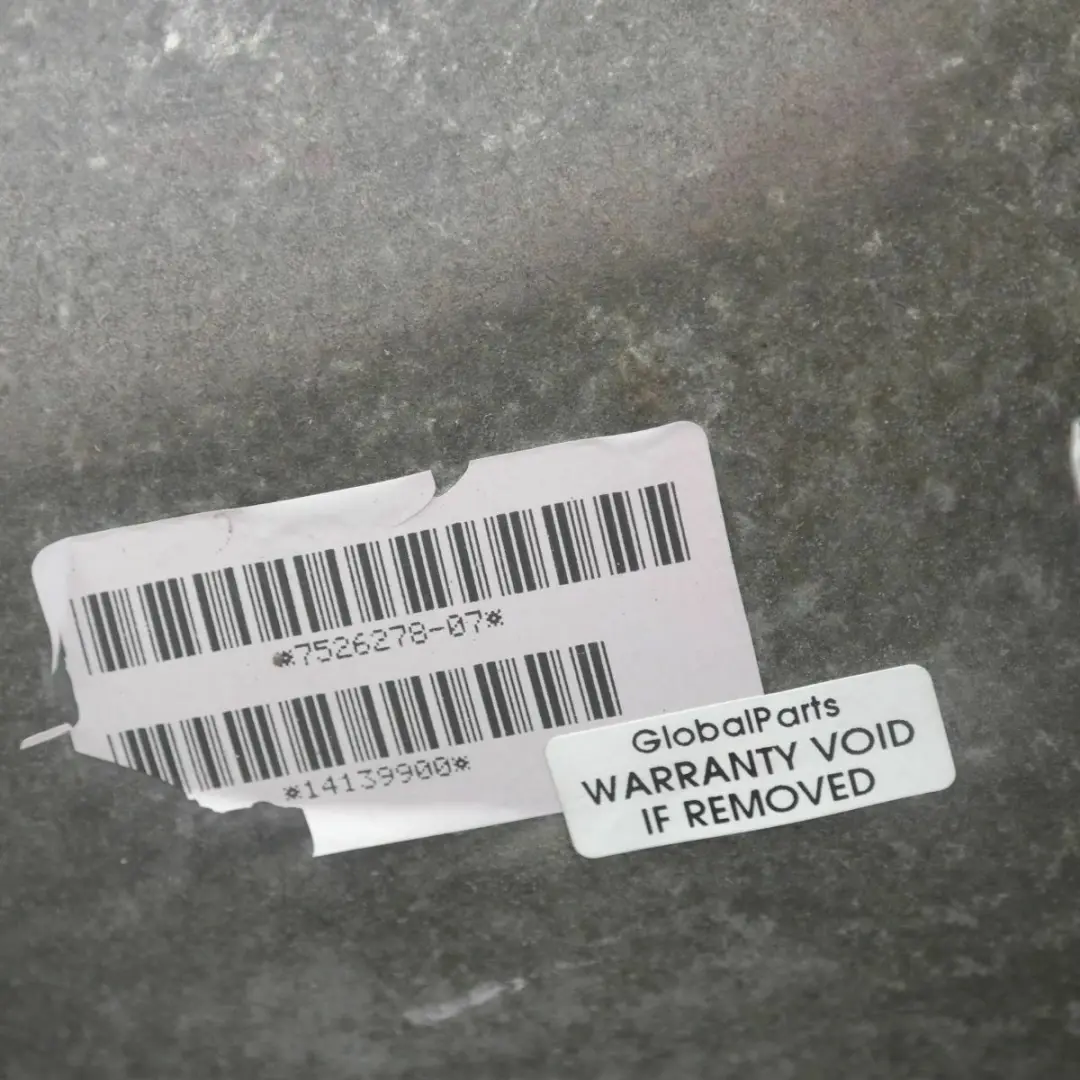 *7526278-07*
*14139900*
GlobalParts
WARRANTY VOID
IF REMOVED